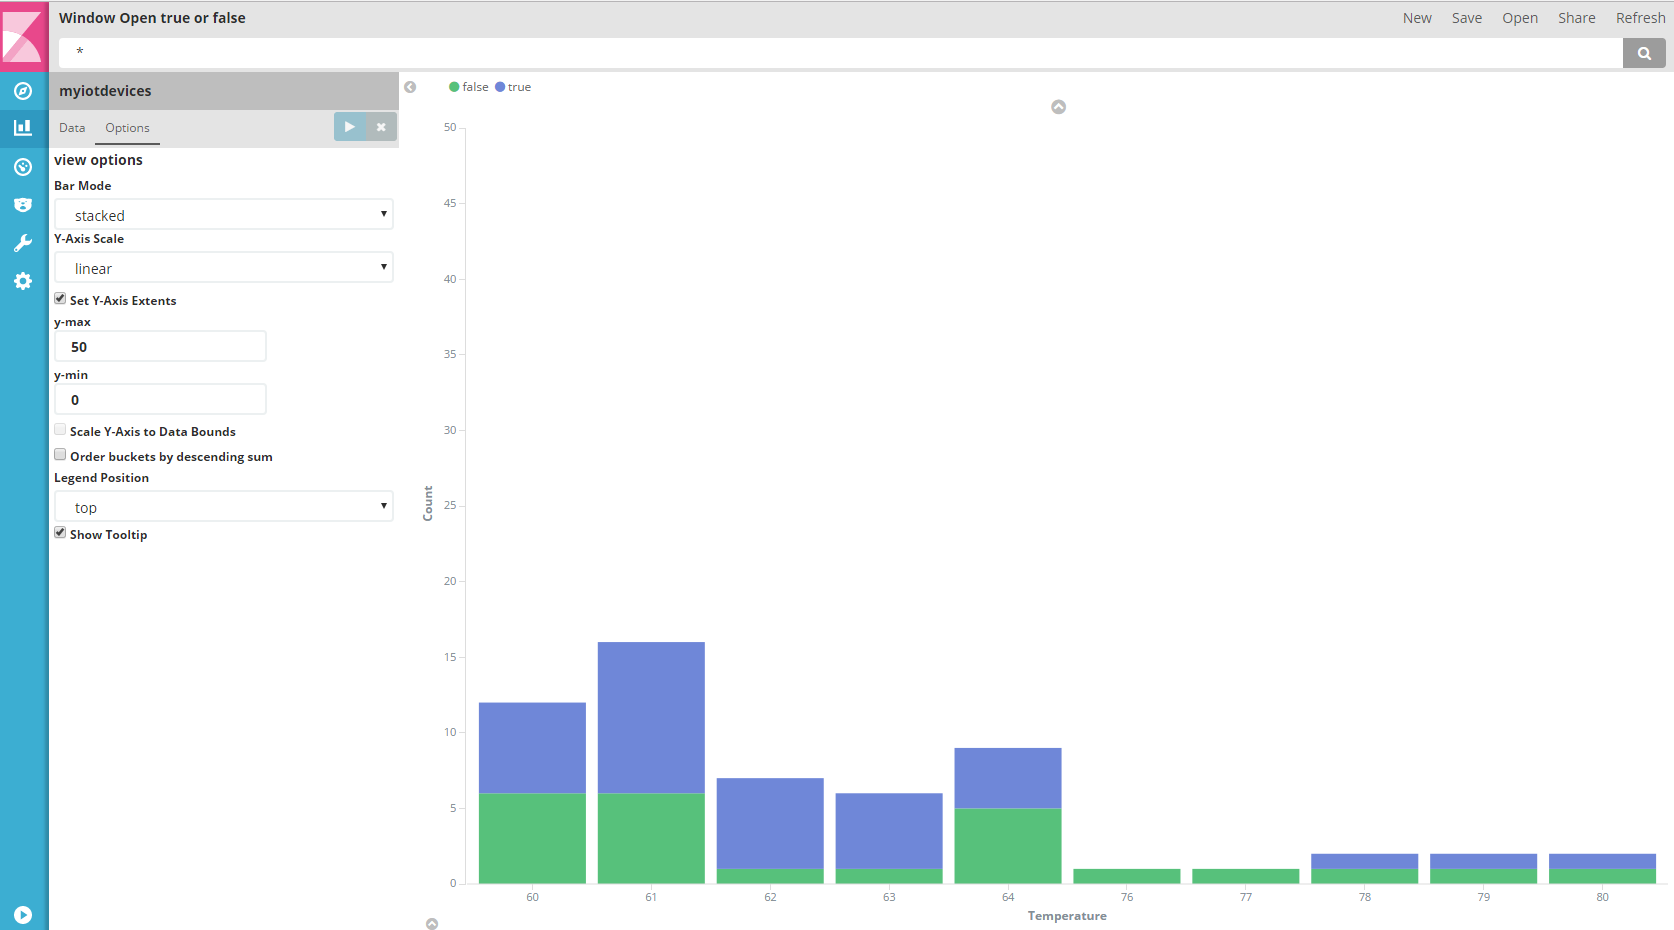 Window Open true or false
New Save Open Share Refresh
*
myiotdevices
Data Options
view options
Bar Mode
stacked
Y-Axis Scale
linear
Set Y-Axis Extents
y-max
50
y-min
0
Scale Y-Axis to Data Bounds
Order buckets by descending sum
Legend Position
top
Show Tooltip
false true
50
45
40
35
30
25
20
15
10
5
0
Count
60 61 62 63 64 76 77 78 79 80
Temperature